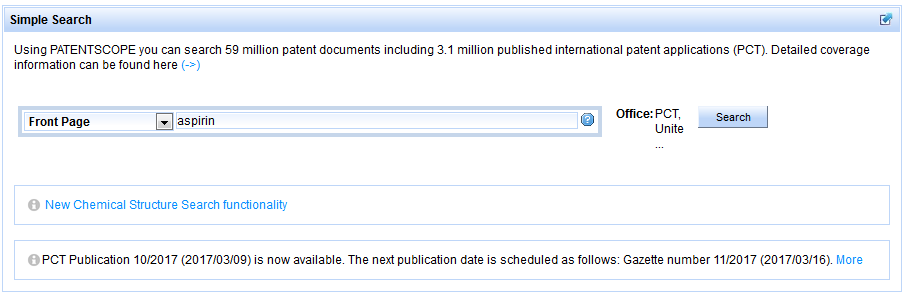 Simple Search
Using PATENTSCOPE you can search 59 million patent documents including 3.1 million published international patent applications (PCT). Detailed coverage
information can be found here (->)
Front Page aspirin ? Office: PCT, Search
Unite
...
New Chemical Structure Search functionality
PCT Publication 10/2017 (2017/03/09) is now available. The next publication date is scheduled as follows: Gazette number 11/2017 (2017/03/16). More